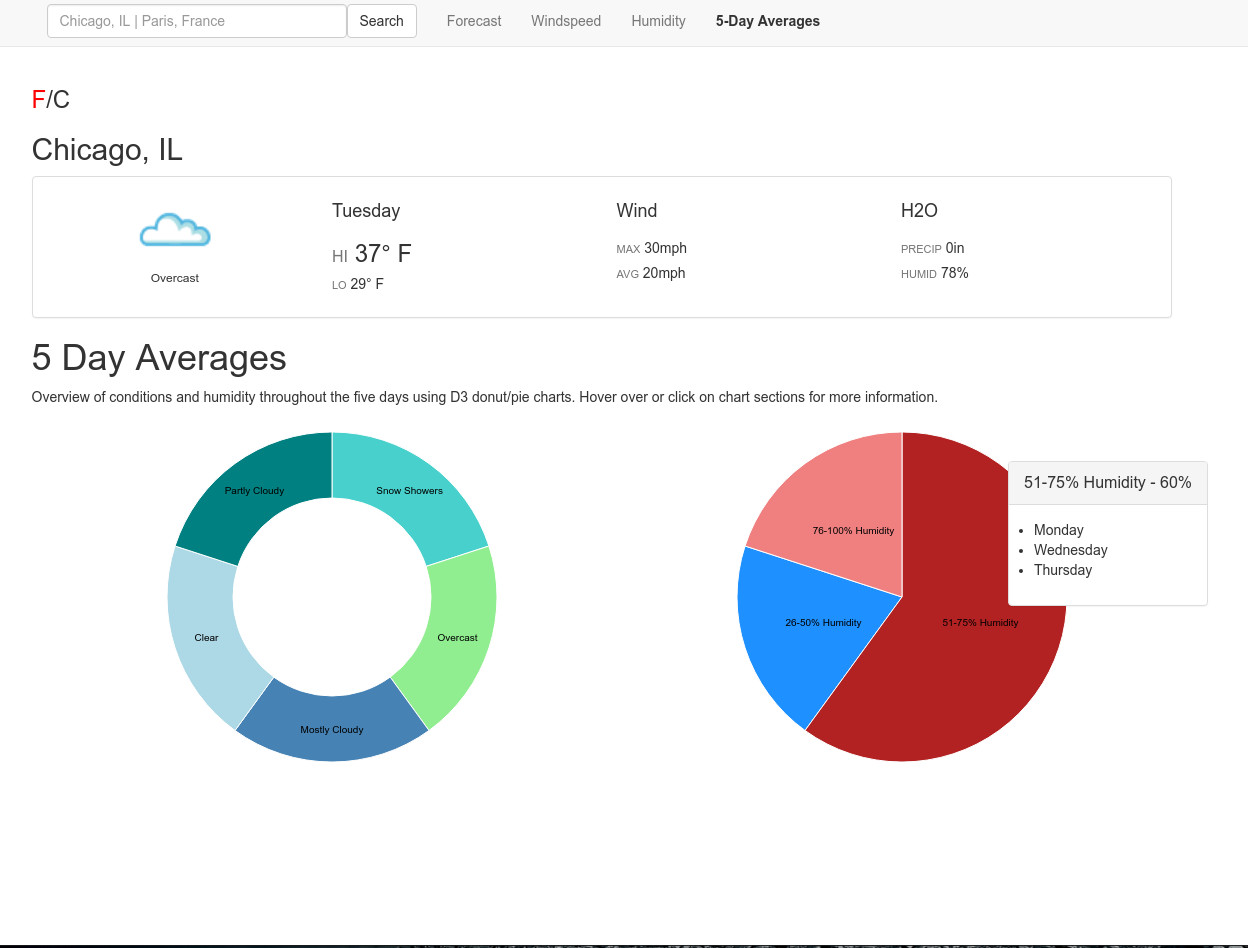 Chicago, IL | Paris, France Search Forecast Windspeed Humidity 5-Day Averages
F/C
Chicago, IL
Overcast
Tuesday
HI 37° F
LO 29° F
Wind
MAX 30mph
AVG 20mph
H2O
PRECIP 0in
HUMID 78%
5 Day Averages
Overview of conditions and humidity throughout the five days using D3 donut/pie charts. Hover over or click on chart sections for more information.
Partly Cloudy
Snow Showers
Clear
Overcast
Mostly Cloudy
76-100% Humidity
26-50% Humidity
51-75% Humidity
51-75% Humidity - 60%
Monday
Wednesday
Thursday